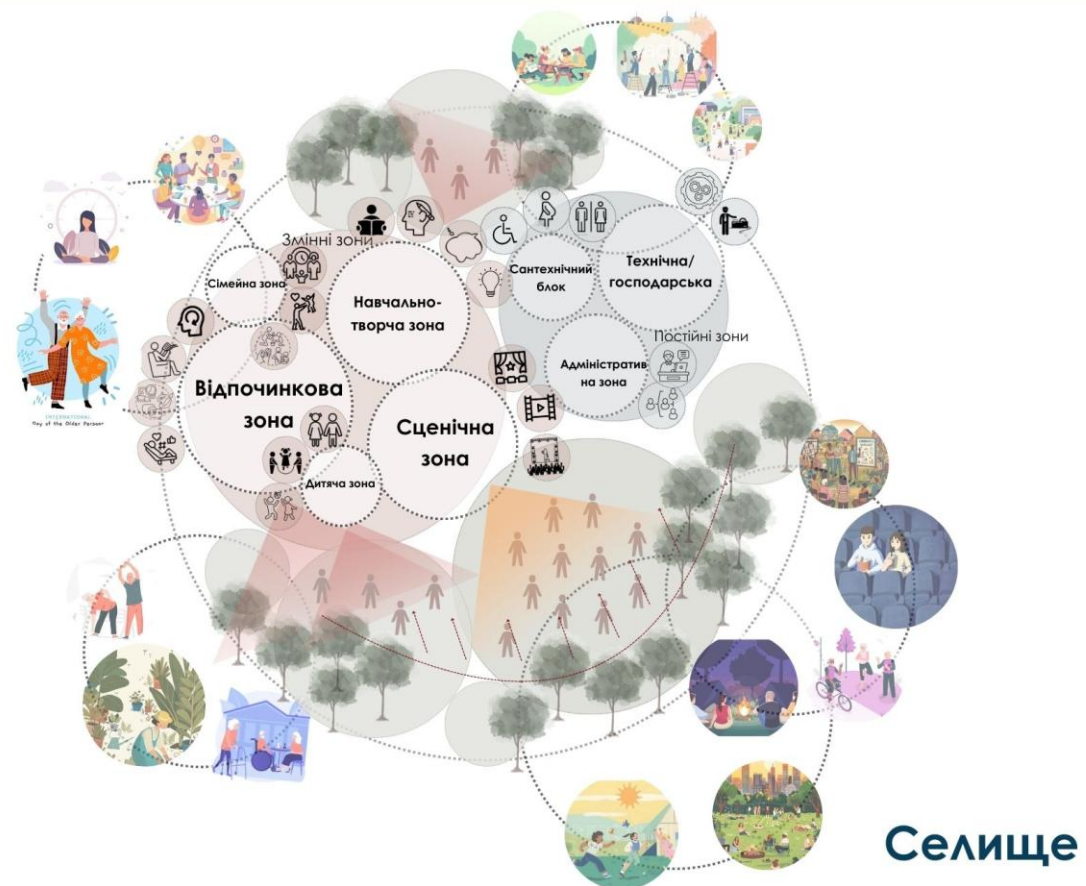 Змінні зони
Сімейна зона
Навчально-
творча зона
Сантехнічний
блок
Технічна/
господарська
Постійні зони
Адміністратив
на зона
Відпочинкова
зона
Сценічна
зона
Дитяча зона
INTERNATIONAL
Day of the Older Person
Селище